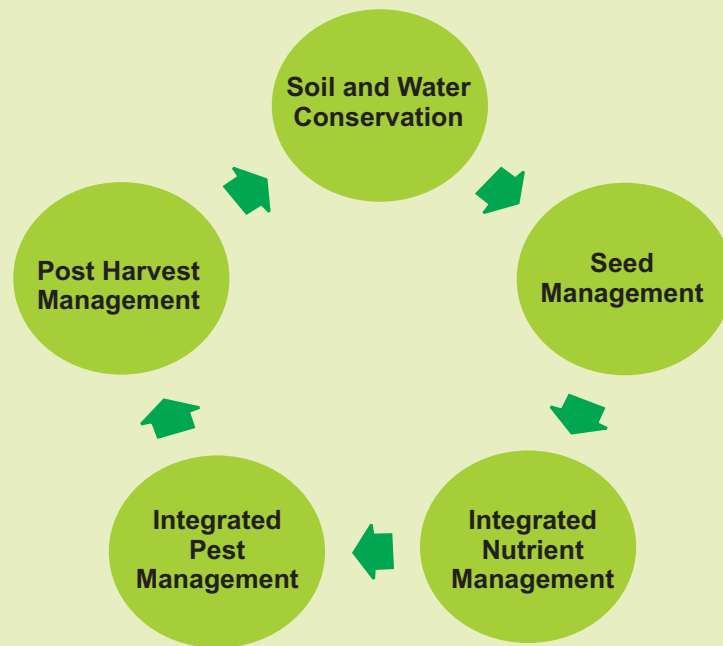 Soil and Water
Conservation
Seed
Management
Integrated
Nutrient
Management
Integrated
Pest
Management
Post Harvest
Management